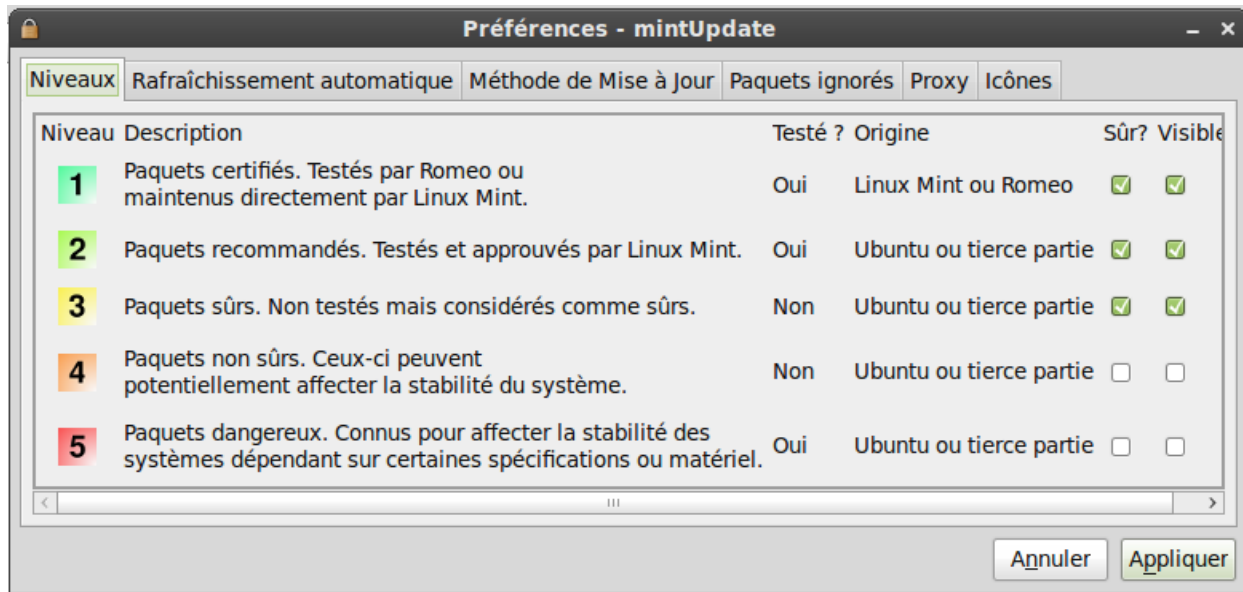 Préférences - mintUpdate
Niveaux Rafraîchissement automatique Méthode de Mise à Jour Paquets ignorés Proxy Icônes
Niveau Description Testé ? Origine Sûr? Visible
1 Paquets certifiés. Testés par Romeo ou
maintenus directement par Linux Mint. Oui Linux Mint ou Romeo
2 Paquets recommandés. Testés et approuvés par Linux Mint. Oui Ubuntu ou tierce partie
3 Paquets sûrs. Non testés mais considérés comme sûrs. Non Ubuntu ou tierce partie
4 Paquets non sûrs. Ceux-ci peuvent
potentiellement affecter la stabilité du système. Non Ubuntu ou tierce partie
5 Paquets dangereux. Connus pour affecter la stabilité des
systèmes dépendant sur certaines spécifications ou matériel. Oui Ubuntu ou tierce partie
Annuler Appliquer